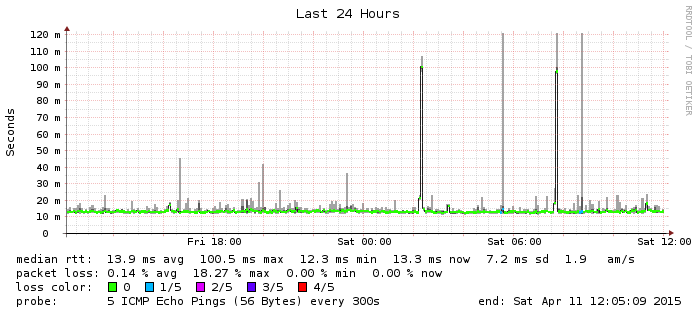 Last 24 Hours
RRDTOOL / TOBI OETIKER
Seconds
120 m
110 m
100 m
90 m
80 m
70 m
60 m
50 m
40 m
30 m
20 m
10 m
0
Fri 18:00 Sat 00:00 Sat 06:00 Sat 12:00
median rtt: 13.9 ms avg 100.5 ms max 12.3 ms min 13.3 ms now 7.2 ms sd 1.9 am/s
packet loss: 0.14 % avg 18.27 % max 0.00 % min 0.00 % now
loss color: 0 1/5 2/5 3/5 4/5
probe: 5 ICMP Echo Pings (56 Bytes) every 300s end: Sat Apr 11 12:05:09 2015